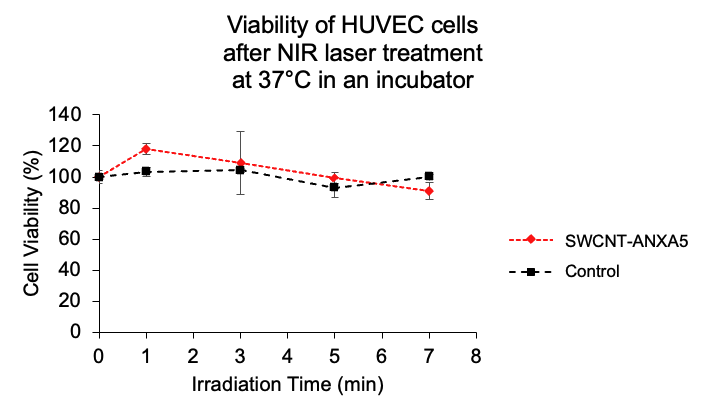 Viability of HUVEC cells
after NIR laser treatment
at 37°C in an incubator
140
120
100
80
60
40
20
0
Cell Viability (%)
0 1 2 3 4 5 6 7 8
Irradiation Time (min)
SWCNT-ANXA5
Control